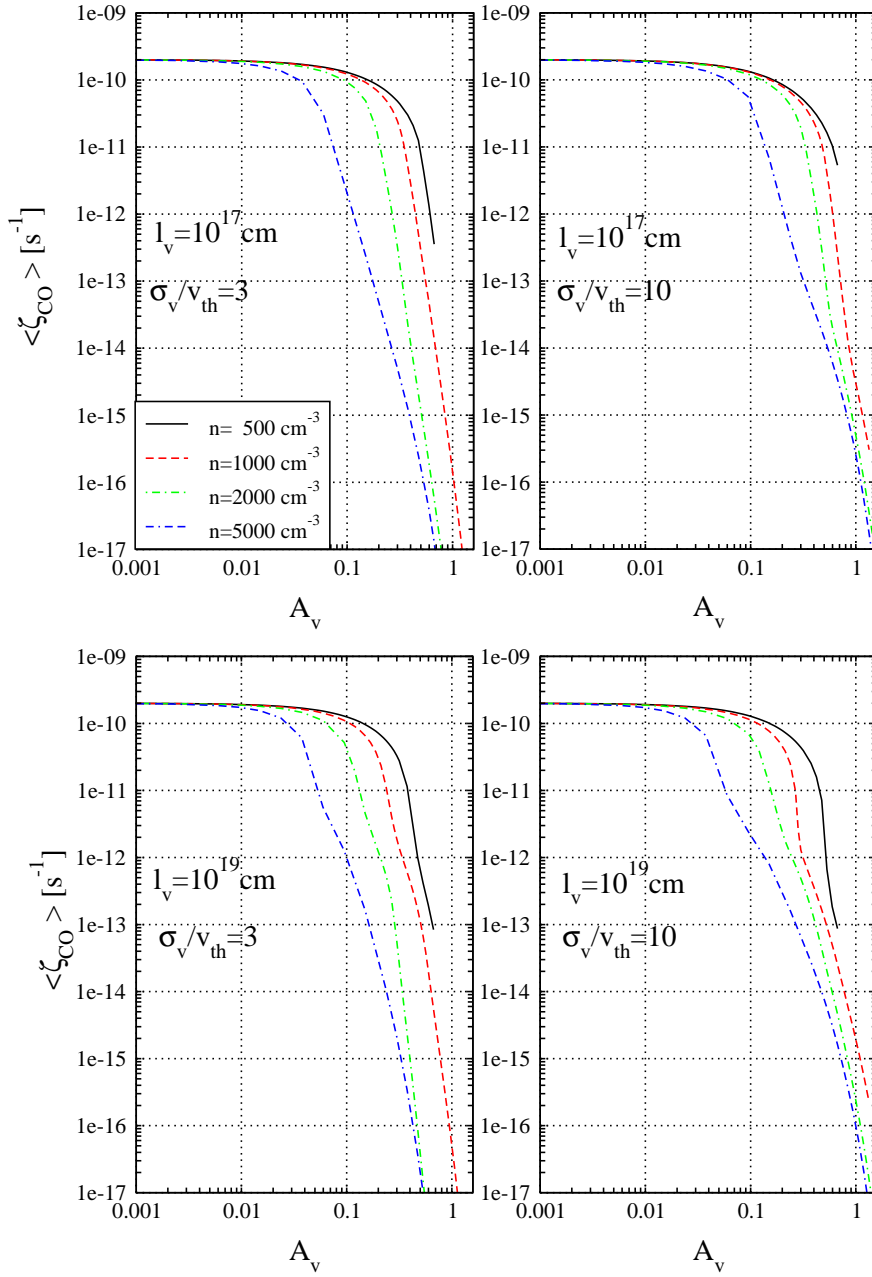 1e-09
1e-10
1e-11
1e-12
1e-13
1e-14
1e-15
1e-16
1e-17
0.001 0.01 0.1 1
A_v
<ζ_CO> [s^-1]
l_v=10^17cm
σ_v/v_th=3
n= 500 cm^-3
n=1000 cm^-3
n=2000 cm^-3
n=5000 cm^-3
1e-09
1e-10
1e-11
1e-12
1e-13
1e-14
1e-15
1e-16
1e-17
0.001 0.01 0.1 1
A_v
l_v=10^17cm
σ_v/v_th=10
1e-09
1e-10
1e-11
1e-12
1e-13
1e-14
1e-15
1e-16
1e-17
0.001 0.01 0.1 1
A_v
<ζ_CO> [s^-1]
l_v=10^19cm
σ_v/v_th=3
1e-09
1e-10
1e-11
1e-12
1e-13
1e-14
1e-15
1e-16
1e-17
0.001 0.01 0.1 1
A_v
l_v=10^19cm
σ_v/v_th=10